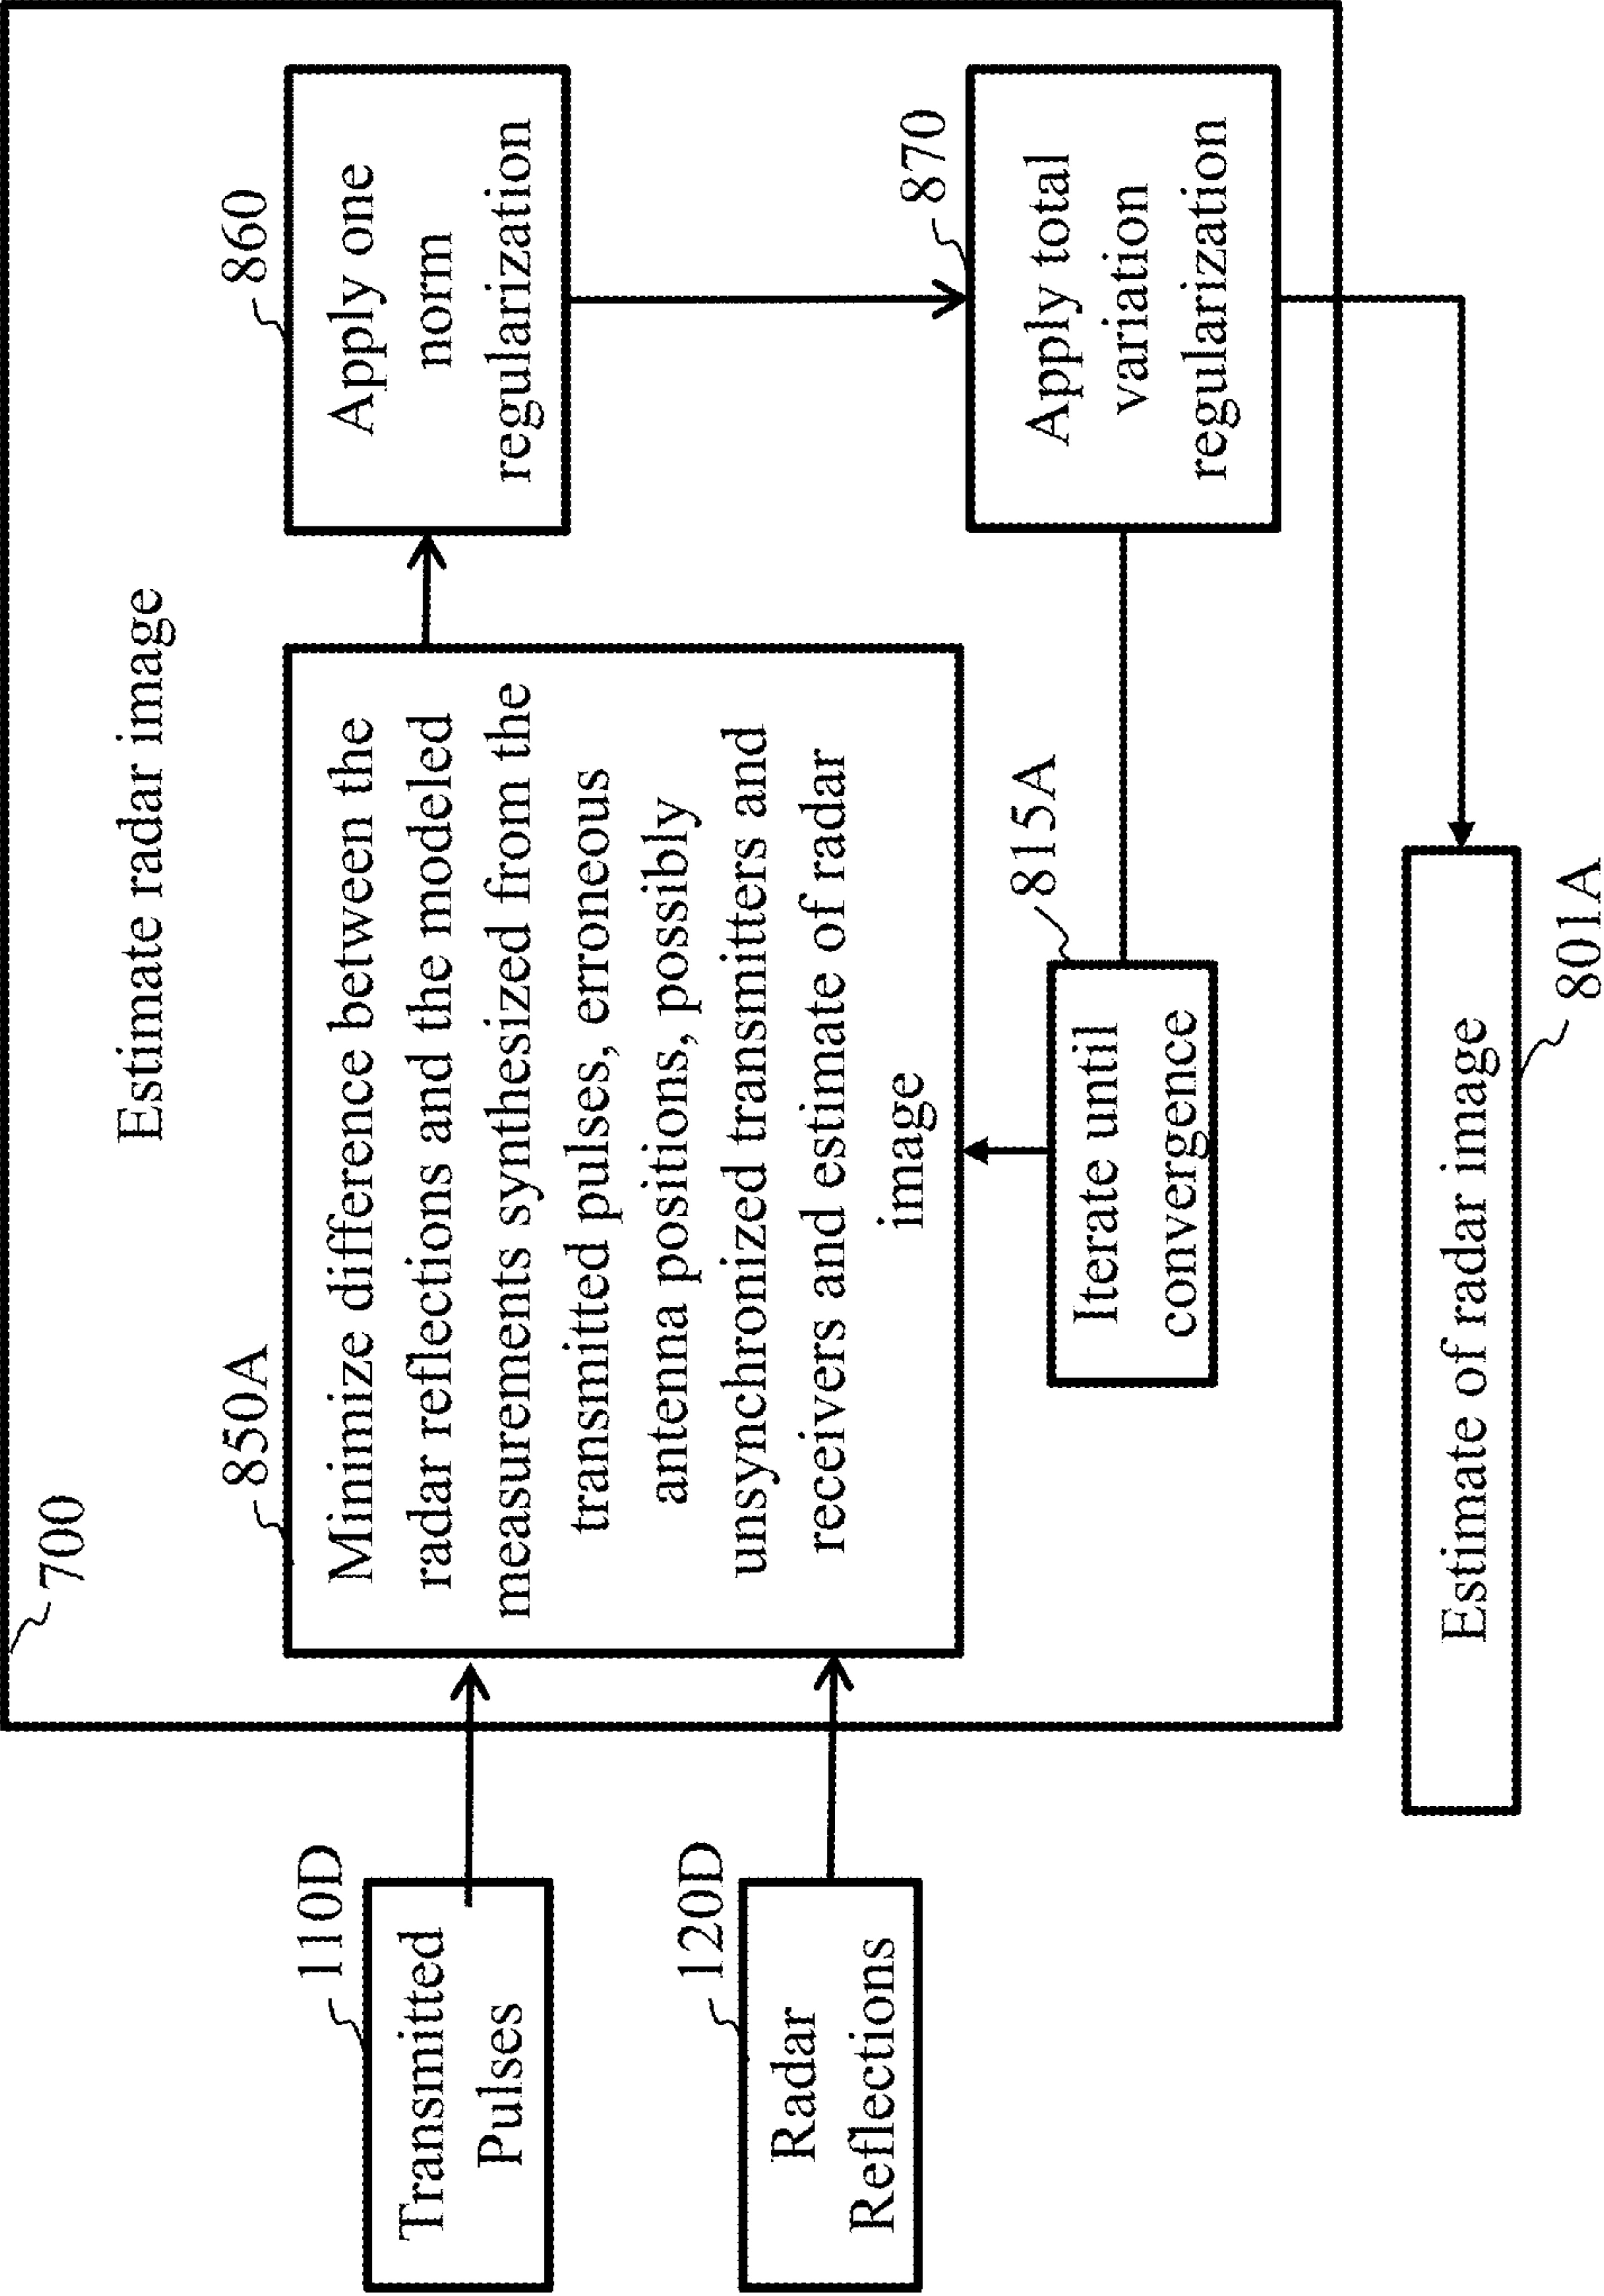 700
Estimate radar image
110D
Transmitted
Pulses
120D
Radar
Reflections
850A
Minimize difference between the
radar reflections and the modeled
measurements synthesized from the
transmitted pulses, erroneous
antenna positions, possibly
unsynchronized transmitters and
receivers and estimate of radar
image
860
Apply one
norm
regularization
815A
Iterate until
convergence
870
Apply total
variation
regularization
Estimate of radar image
801A